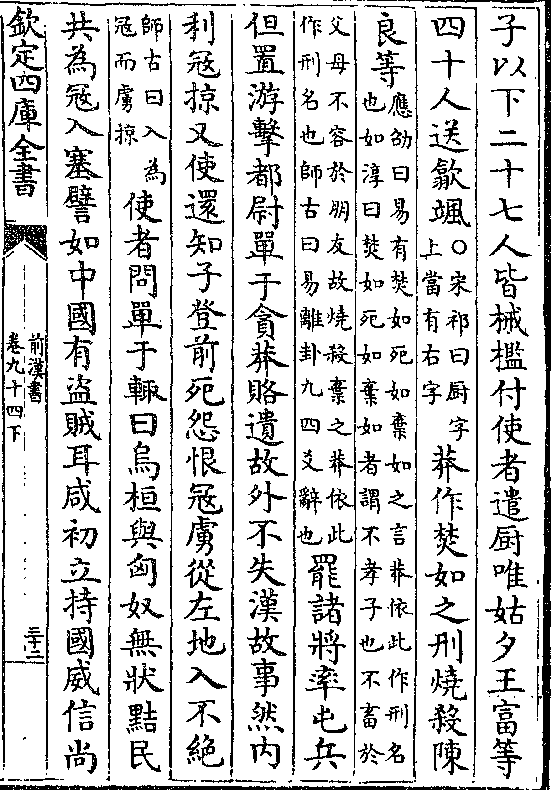 子以下二十七人皆械檻付使者遣厨唯姑夕王富等
四十人送歙颯
○宋祁曰厨字
上當有右字
莽作焚如之刑燒殺陳
良等
應劭曰易有焚如死如棄如之言莽依此作刑名
也如淳曰焚如死如棄如者謂不孝子也不畜於
父母不容於朋友故燒殺棄之莽依此
作刑名也師古曰易離卦九四爻辭也
罷諸將率屯兵
但置游擊都尉單于貪莽賂遺故外不失漢故事然内
利冦掠又使還知子登前死怨恨冦虜從左地入不絶
師古曰入為
冦而虜掠
使者問單于輒曰烏桓與匈奴無狀黠民
共為冦入塞譬如中國有盗賊耳咸初立持國威信尚
欽定四庫全書
前漢書
卷九十四下
三十二